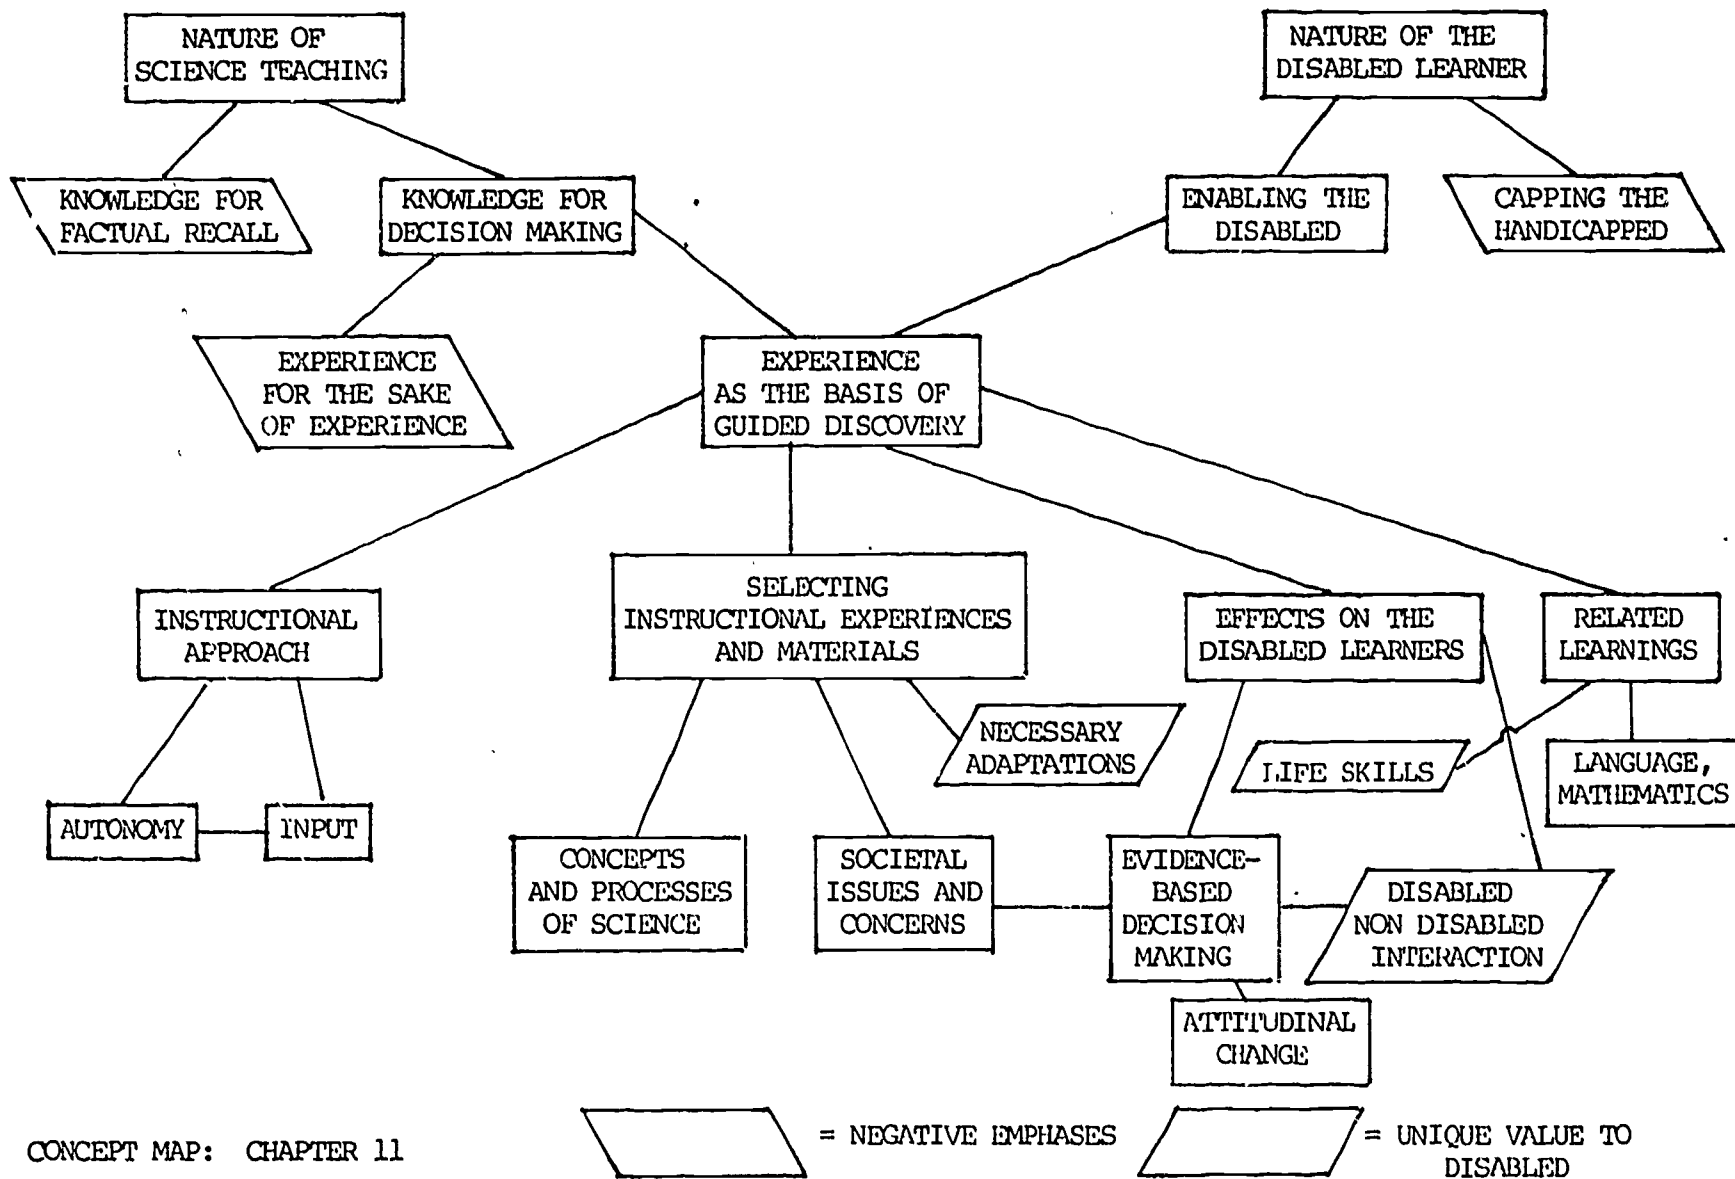 NATURE OF
SCIENCE TEACHING
NATURE OF THE
DISABLED LEARNER
KNOWLEDGE FOR
FACTUAL RECALL
KNOWLEDGE FOR
DECISION MAKING
ENABLING THE
DISABLED
CAPPING THE
HANDICAPPED
EXPERIENCE
FOR THE SAKE
OF EXPERIENCE
EXPERIENCE
AS THE BASIS OF
GUIDED DISCOVERY
INSTRUCTIONAL
APPROACH
SELECTING
INSTRUCTIONAL EXPERIENCES
AND MATERIALS
EFFECTS ON THE
DISABLED LEARNERS
RELATED
LEARNINGS
NECESSARY
ADAPTATIONS
LIFE SKILLS
LANGUAGE,
MATHEMATICS
AUTONOMY
INPUT
CONCEPTS
AND PROCESSES
OF SCIENCE
SOCIETAL
ISSUES AND
CONCERNS
EVIDENCE-
BASED
DECISION
MAKING
DISABLED
NON DISABLED
INTERACTION
ATTITUDINAL
CHANGE
CONCEPT MAP: CHAPTER 11
= NEGATIVE EMPHASES
= UNIQUE VALUE TO
DISABLED